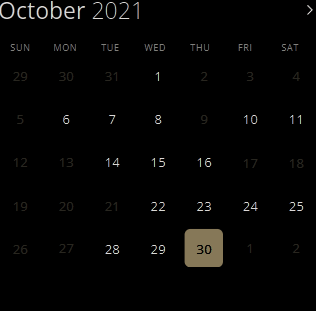 October 2021
SUN MON TUE WED THU FRI SAT
29 30 31 1 2 3 4
5 6 7 8 9 10 11
12 13 14 15 16 17 18
19 20 21 22 23 24 25
26 27 28 29 30 1 2